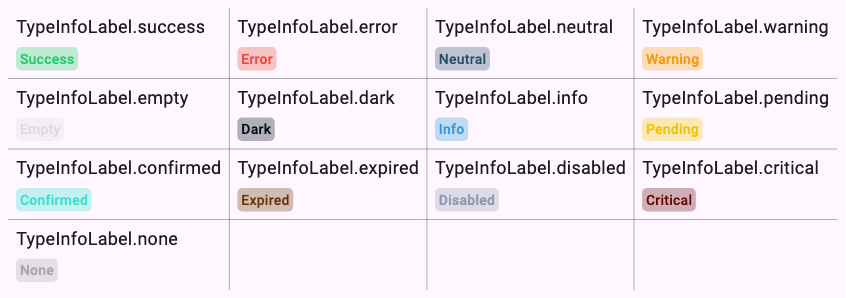 TypeInfoLabel.success
Success
TypeInfoLabel.error
Error
TypeInfoLabel.neutral
Neutral
TypeInfoLabel.warning
Warning
TypeInfoLabel.empty
Empty
TypeInfoLabel.dark
Dark
TypeInfoLabel.info
Info
TypeInfoLabel.pending
Pending
TypeInfoLabel.confirmed
Confirmed
TypeInfoLabel.expired
Expired
TypeInfoLabel.disabled
Disabled
TypeInfoLabel.critical
Critical
TypeInfoLabel.none
None